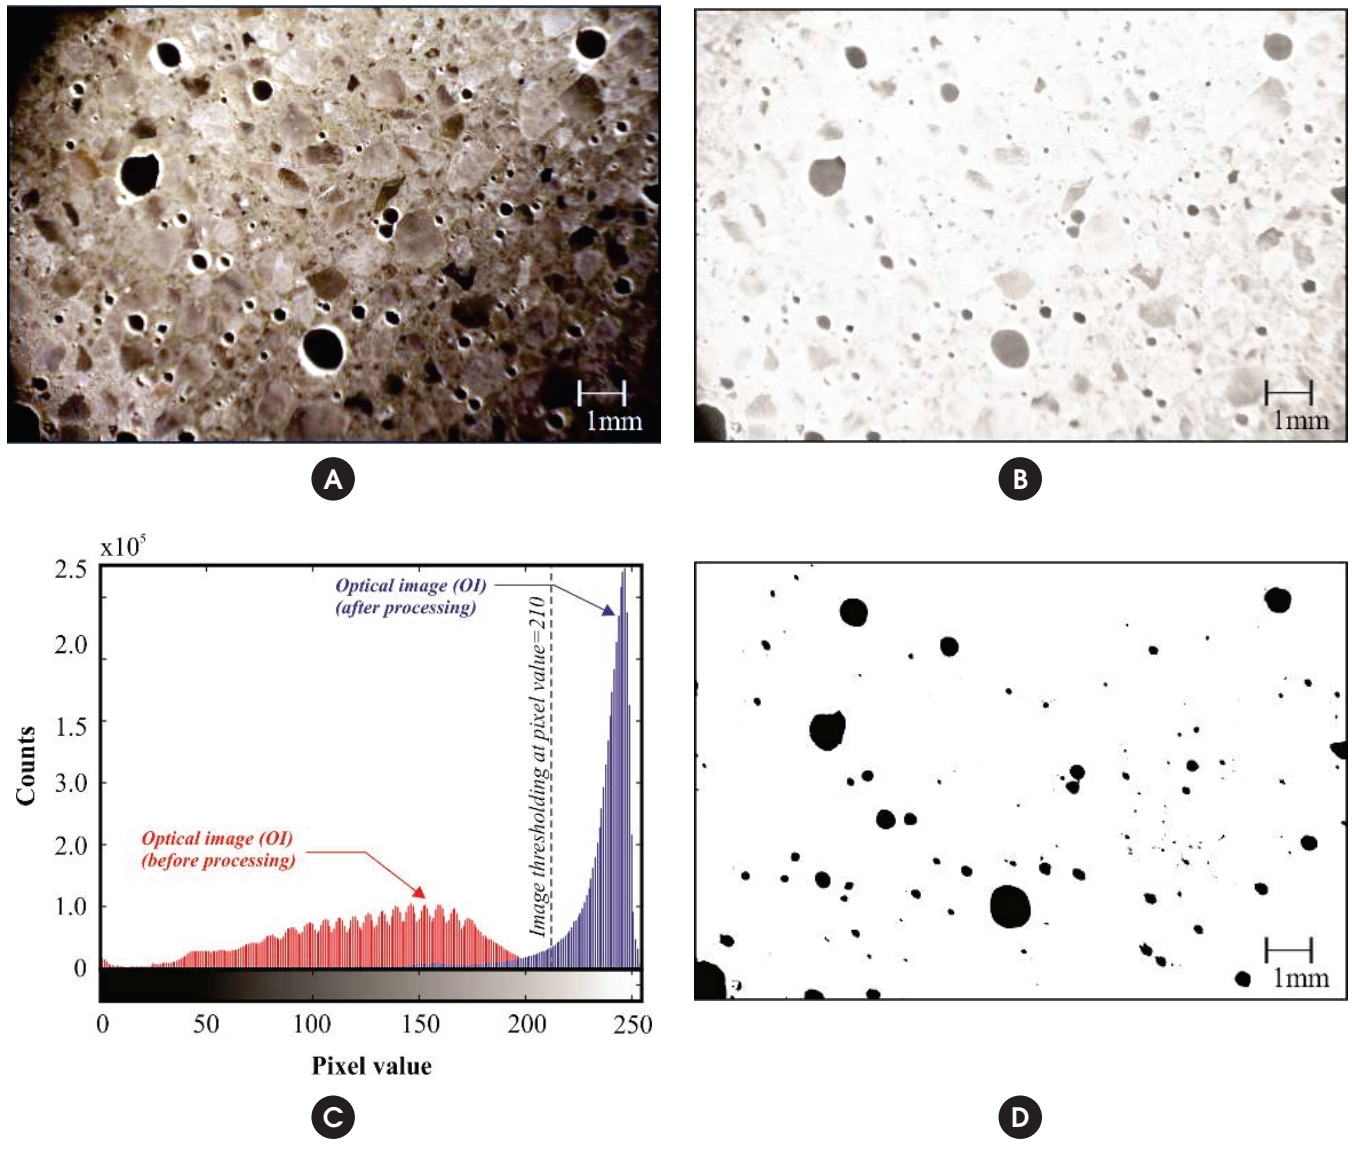 1mm
1mm
A
B
x10⁵
2.5
2.0
1.5
3.0
2.0
1.0
0
Counts
Optical image (OI)
(after processing)
Image thresholding at pixel value=210
Optical image (OI)
(before processing)
0 50 100 150 200 250
Pixel value
1mm
C
D